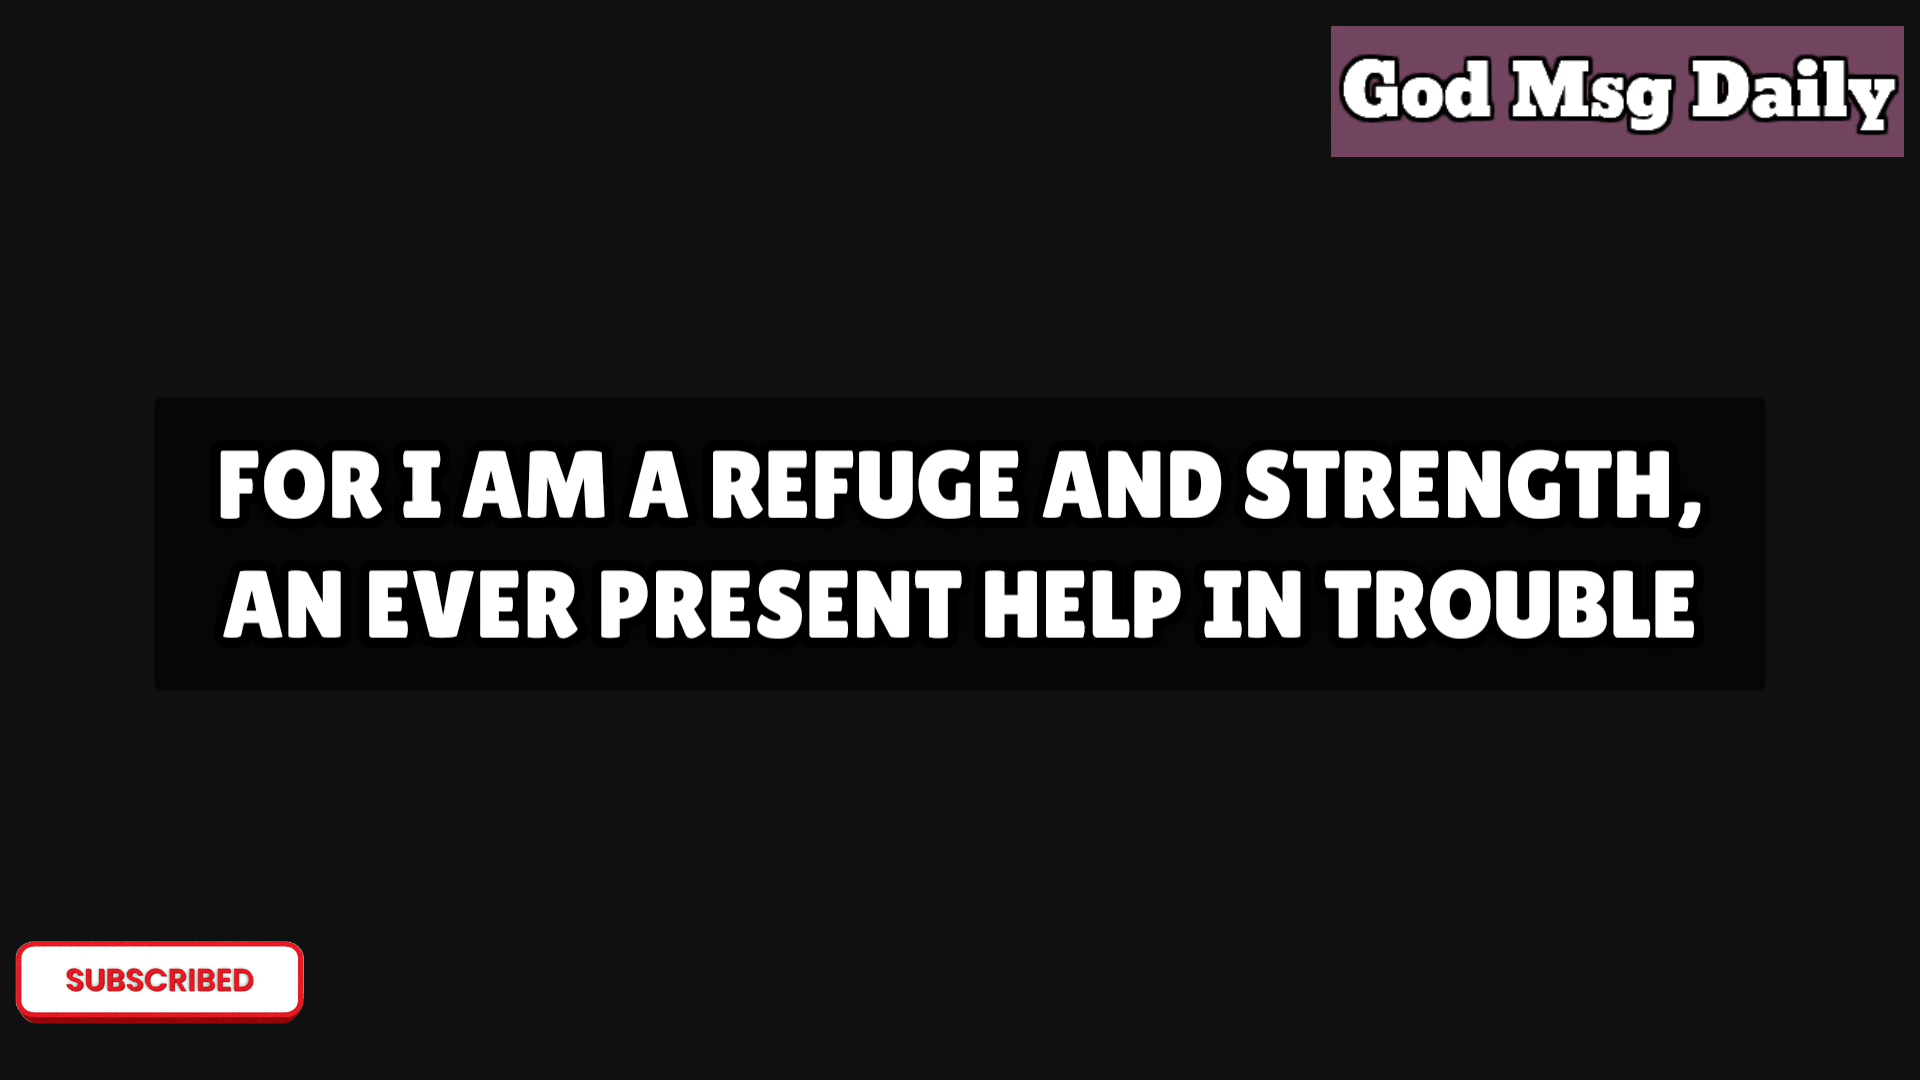 God Msg Daily
FOR I AM A REFUGE AND STRENGTH,
AN EVER PRESENT HELP IN TROUBLE
SUBSCRIBED